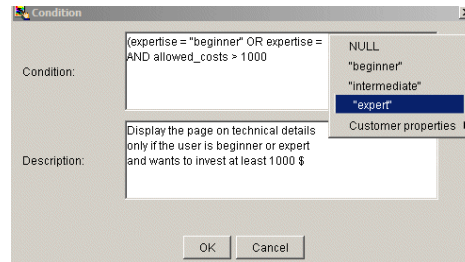 Condition
Condition:
(expertise = "beginner" OR expertise =
AND allowed_costs > 1000
NULL
"beginner"
"intermediate"
"expert"
Customer properties
Description:
Display the page on technical details
only if the user is beginner or expert
and wants to invest at least 1000 $
OK
Cancel